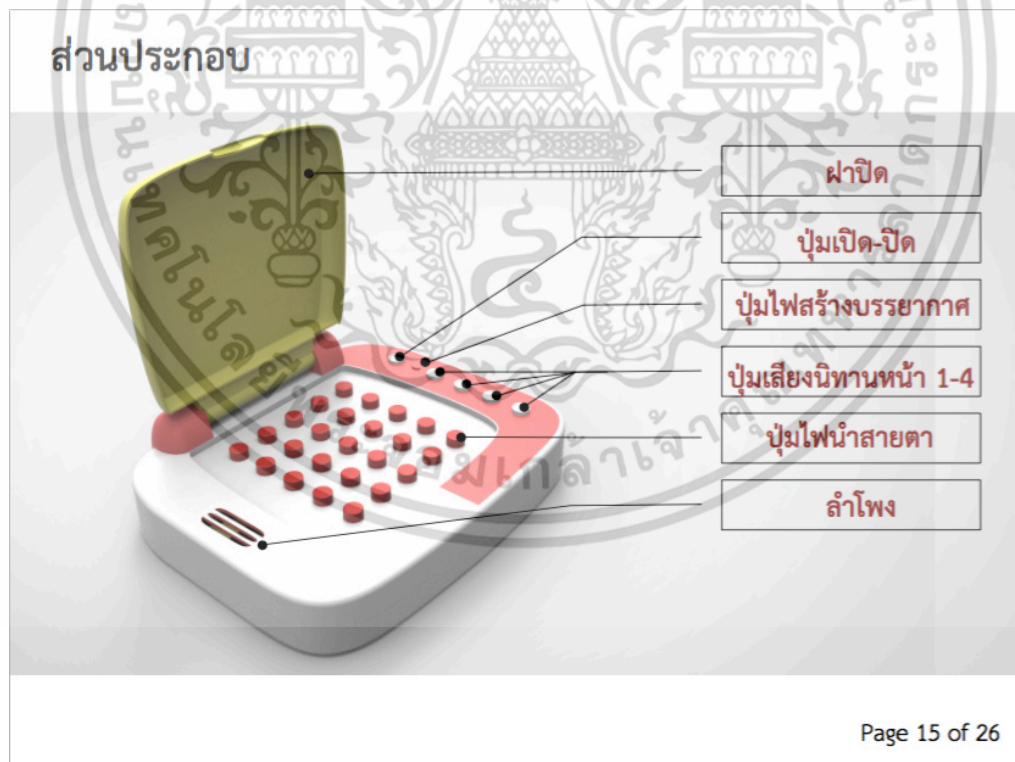 ส่วนประกอบ
ฝาปิด
ปุ่มเปิด-ปิด
ปุ่มไฟสร้างบรรยากาศ
ปุ่มเสียงนิทานหน้า 1-4
ปุ่มไฟนำสายตา
ลำโพง
Page 15 of 26